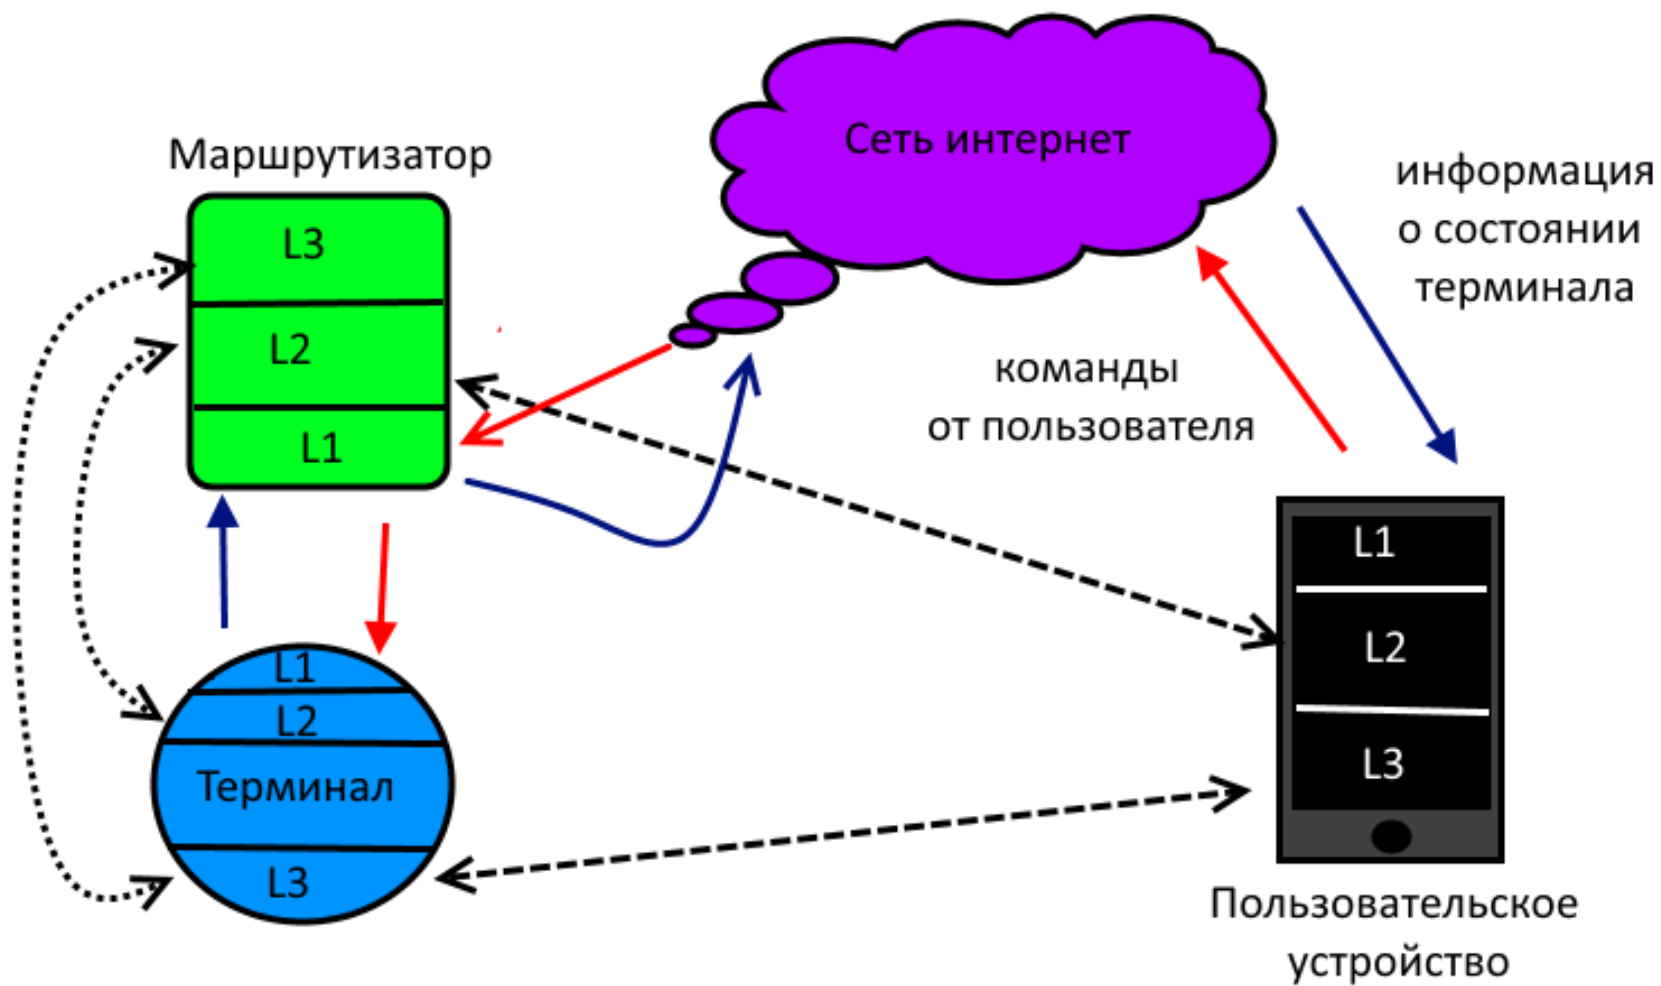 Сеть интернет
Маршрутизатор
L3
L2
L1
информация
о состоянии
терминала
команды
от пользователя
L1
L2
Терминал
L3
L1
L2
L3
Пользовательское
устройство